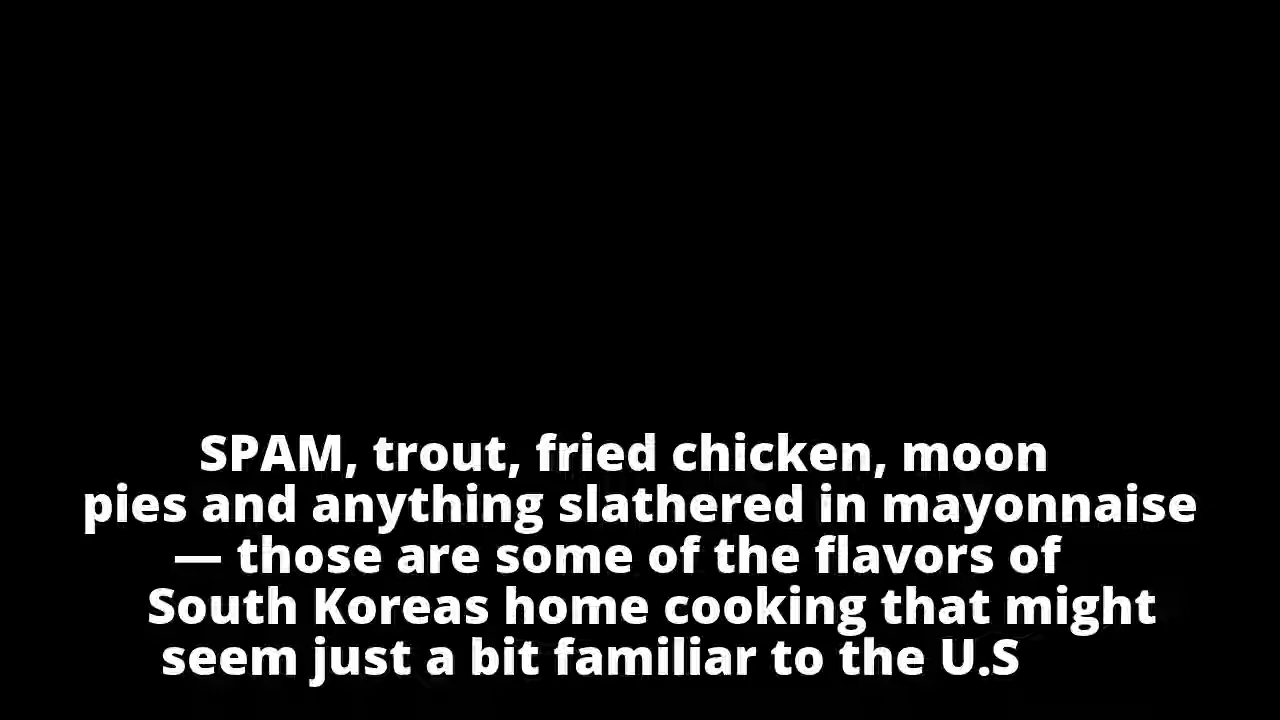 SPAM, trout, fried chicken, moon
pies and anything slathered in mayonnaise
— those are some of the flavors of
South Koreas home cooking that might
seem just a bit familiar to the U.S